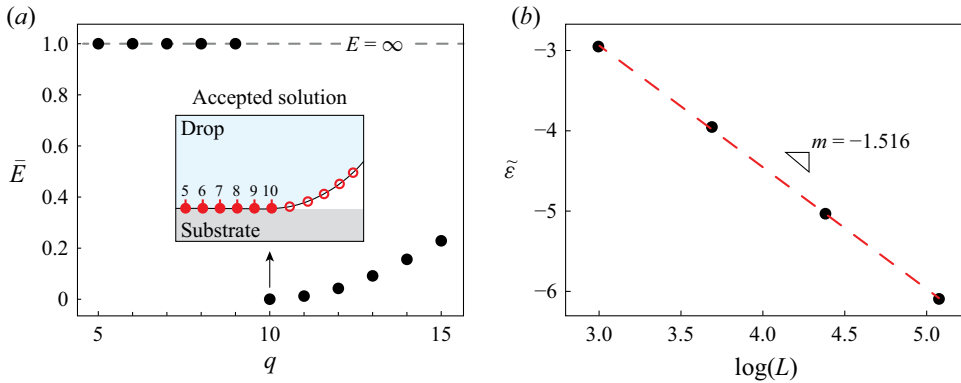 (a)
1.0
0.8
0.6
0.4
0.2
0
Ē
E = ∞
Accepted solution
Drop
5 6 7 8 9 10
Substrate
5 10 15
q
(b)
−3
−4
−5
−6
ε̃
m = −1.516
3.0 3.5 4.0 4.5 5.0
log(L)